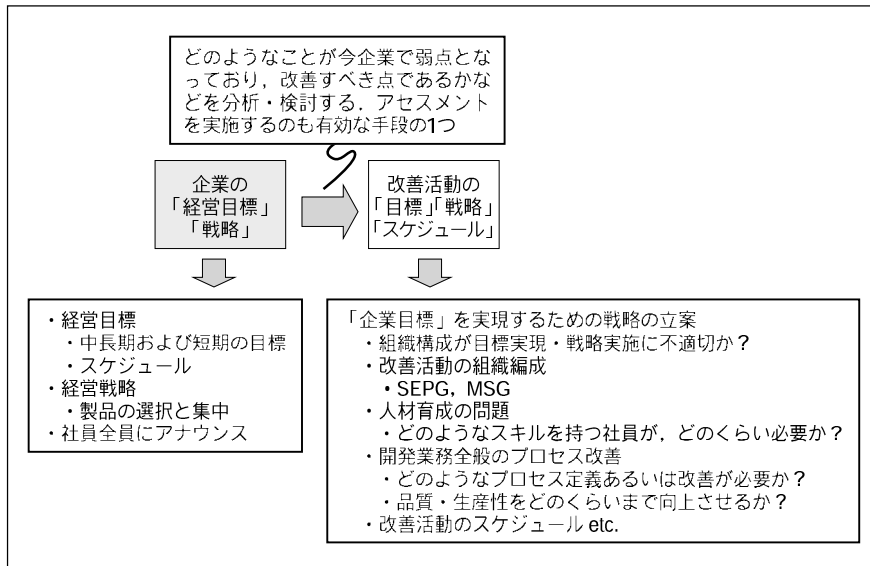 どのようなことが今企業で弱点とな
っており，改善すべき点であるかな
どを分析・検討する．アセスメント
を実施するのも有効な手段の1つ
企業の
「経営目標」
「戦略」
改善活動の
「目標」「戦略」
「スケジュール」
・経営目標
・中長期および短期の目標
・スケジュール
・経営戦略
・製品の選択と集中
・社員全員にアナウンス
「企業目標」を実現するための戦略の立案
・組織構成が目標実現・戦略実施に不適切か？
・改善活動の組織編成
・SEPG，MSG
・人材育成の問題
・どのようなスキルを持つ社員が，どのくらい必要か？
・開発業務全般のプロセス改善
・どのようなプロセス定義あるいは改善が必要か？
・品質・生産性をどのくらいまで向上させるか？
・改善活動のスケジュール etc.